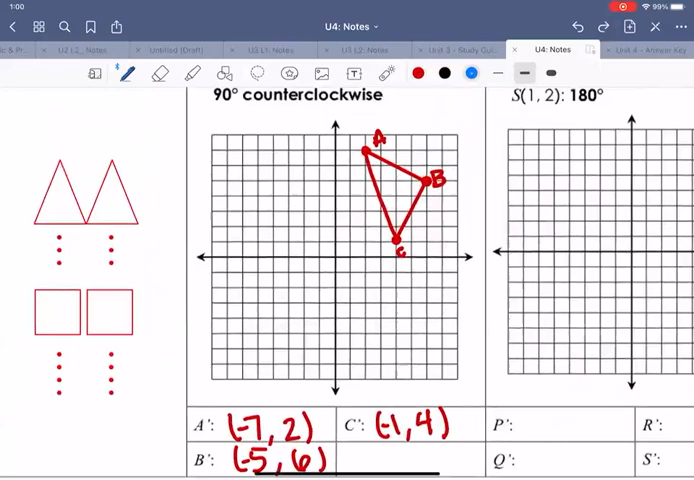 1:00
99%
U4: Notes
U2 L2_ Notes
Untitled (Draft)
U3 L1: Notes
U3 L2: Notes
Unit 3 - Study Gui...
U4: Notes
Unit 4 - Answer Key
90° counterclockwise
S(1, 2): 180°
A
B
C
A': (-7, 2) C': (-1, 4) P': R':
B': (-5, 6) Q': S':